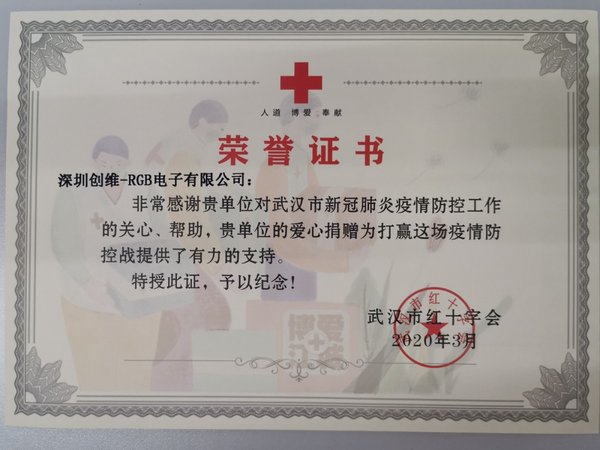 人道 博爱 奉献
荣誉证书
深圳创维-RGB电子有限公司：
非常感谢贵单位对武汉市新冠肺炎疫情防控工作
的关心、帮助，贵单位的爱心捐赠为打赢这场疫情防
控战提供了有力的支持。
特授此证，予以纪念！
武汉市红十字会
2020年3月
博爱